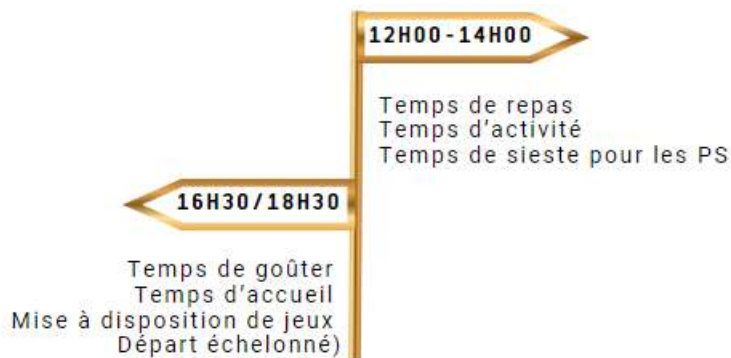 12H00-14H00
Temps de repas
Temps d'activité
Temps de sieste pour les PS
16H30/18H30
Temps de goûter
Temps d'accueil
Mise à disposition de jeux
Départ échelonné)